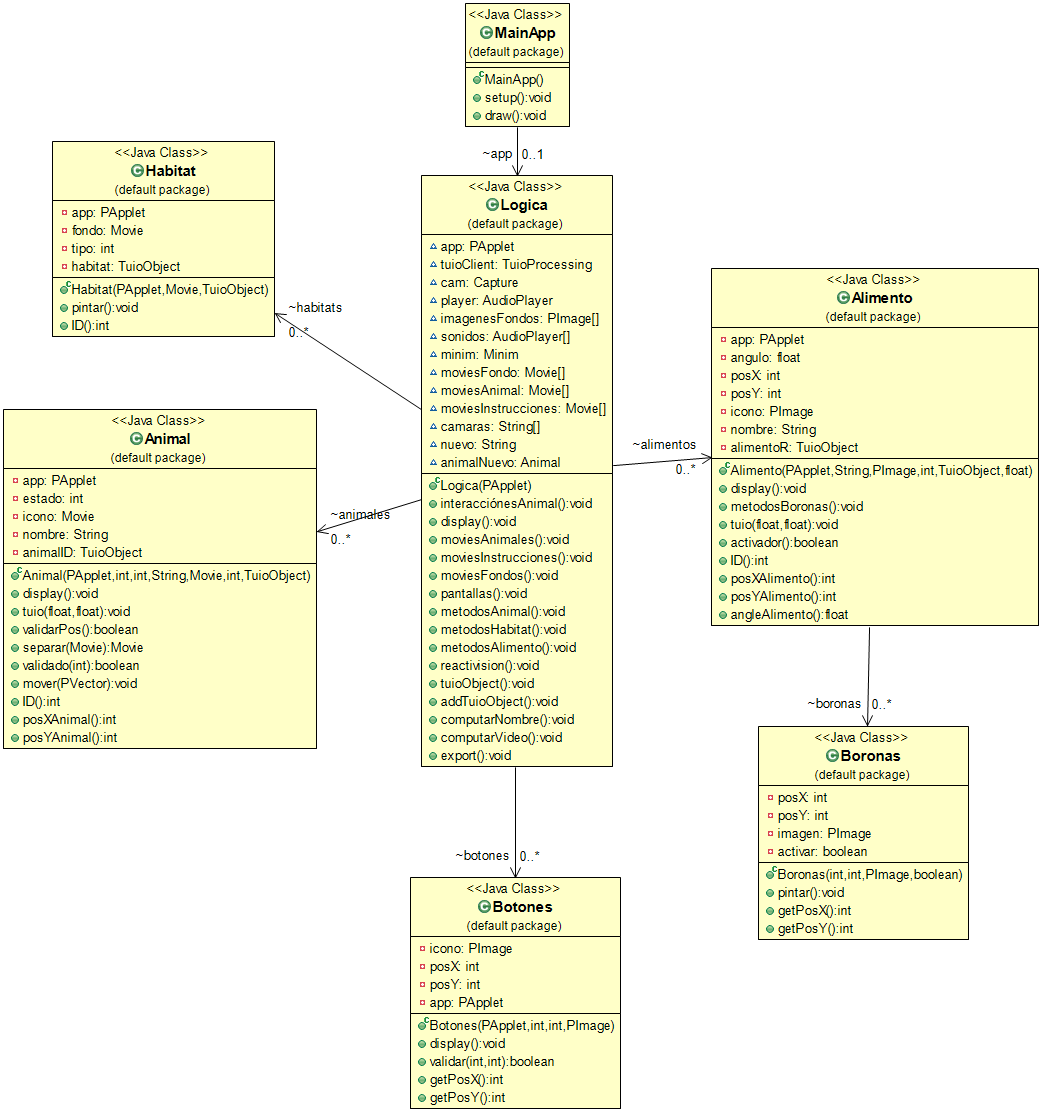 <<Java Class>>
MainApp
(default package)
MainApp()
setup():void
draw():void
~app 0..1
<<Java Class>>
Habitat
(default package)
app: PApplet
fondo: Movie
tipo: int
habitat: TuioObject
Habitat(PApplet,Movie,TuioObject)
pintar():void
ID():int
~habitats
0..*
<<Java Class>>
Logica
(default package)
app: PApplet
tuioClient: TuioProcessing
cam: Capture
player: AudioPlayer
imagenesFondos: PImage[]
sonidos: AudioPlayer[]
minim: Minim
moviesFondo: Movie[]
moviesAnimal: Movie[]
moviesInstrucciones: Movie[]
camaras: String[]
nuevo: String
animalNuevo: Animal
Logica(PApplet)
interacciónesAnimal():void
display():void
moviesAnimales():void
moviesInstrucciones():void
moviesFondos():void
pantallas():void
metodosAnimal():void
metodosHabitat():void
metodosAlimento():void
reactivision():void
tuioObject():void
addTuioObject():void
computarNombre():void
computarVideo():void
export():void
<<Java Class>>
Alimento
(default package)
app: PApplet
angulo: float
posX: int
posY: int
icono: PImage
nombre: String
alimentoR: TuioObject
Alimento(PApplet,String,PImage,int,TuioObject,float)
display():void
metodosBoronas():void
tuio(float,float):void
activador():boolean
ID():int
posXAlimento():int
posYAlimento():int
angleAlimento():float
~alimentos
0..*
<<Java Class>>
Animal
(default package)
app: PApplet
estado: int
icono: Movie
nombre: String
animalID: TuioObject
Animal(PApplet,int,int,String,Movie,int,TuioObject)
display():void
tuio(float,float):void
validarPos():boolean
separar(Movie):Movie
validado(int):boolean
mover(PVector):void
ID():int
posXAnimal():int
posYAnimal():int
~animales
0..*
~boronas 0..*
<<Java Class>>
Boronas
(default package)
posX: int
posY: int
imagen: PImage
activar: boolean
Boronas(int,int,PImage,boolean)
pintar():void
getPosX():int
getPosY():int
~botones 0..*
<<Java Class>>
Botones
(default package)
icono: PImage
posX: int
posY: int
app: PApplet
Botones(PApplet,int,int,PImage)
display():void
validar(int,int):boolean
getPosX():int
getPosY():int